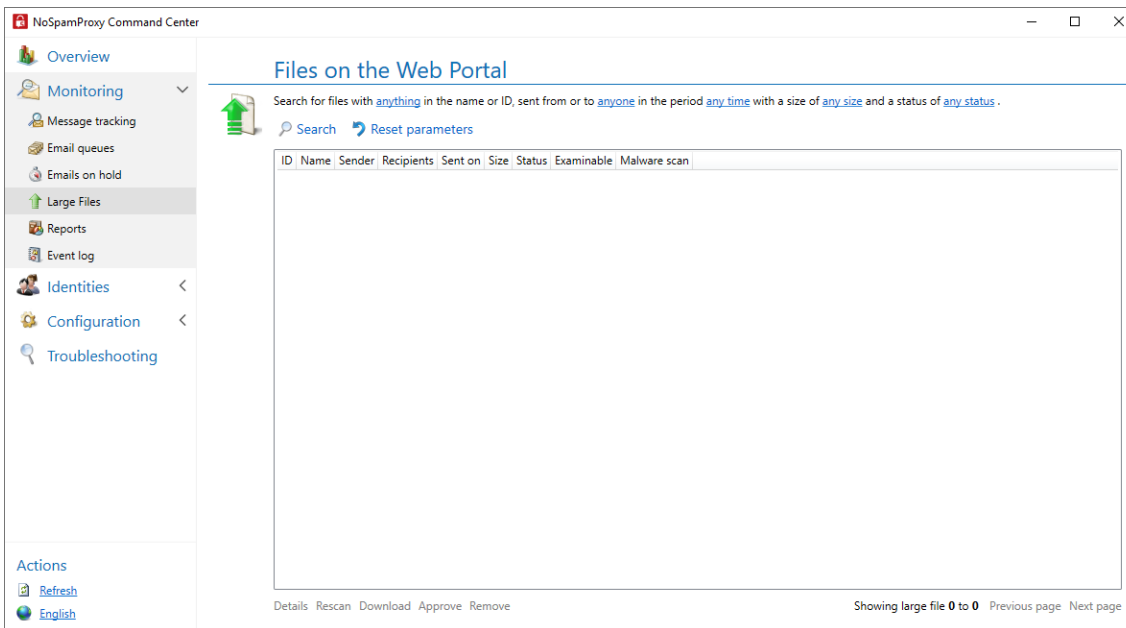 NoSpamProxy Command Center
Overview
Monitoring
Message tracking
Email queues
Emails on hold
Large Files
Reports
Event log
Identities
Configuration
Troubleshooting
Actions
Refresh
English
Files on the Web Portal
Search for files with anything in the name or ID, sent from or to anyone in the period any time with a size of any size and a status of any status .
Search Reset parameters
ID Name Sender Recipients Sent on Size Status Examinable Malware scan
Details Rescan Download Approve Remove
Showing large file 0 to 0 Previous page Next page